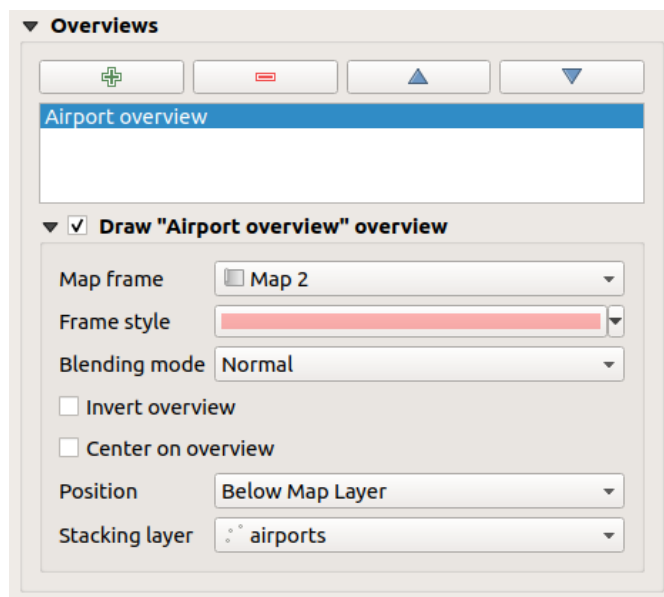 Overviews
Airport overview
Draw "Airport overview" overview
Map frame Map 2
Frame style
Blending mode Normal
Invert overview
Center on overview
Position Below Map Layer
Stacking layer airports